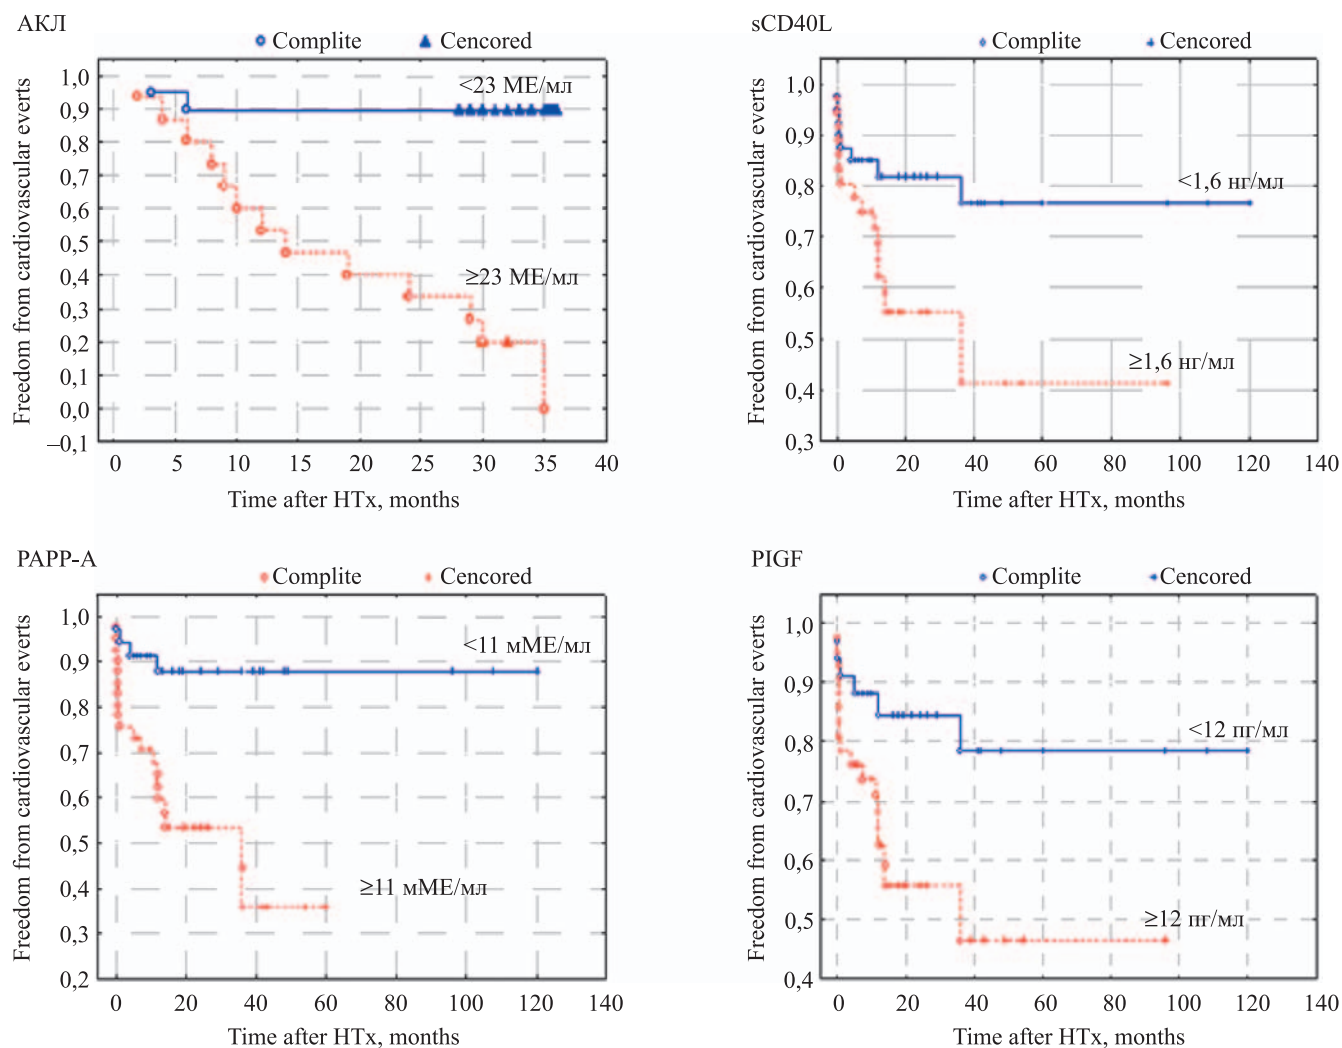 АКЛ
Complite Cencored
Freedom from cardiovascular everts
1,0
0,9
0,8
0,7
0,6
0,5
0,4
0,3
0,2
0,1
0,0
–0,1
<23 МЕ/мл
≥23 МЕ/мл
0 5 10 15 20 25 30 35 40
Time after HTx, months
sCD40L
Complite Cencored
Freedom from cardiovascular everts
1,0
0,9
0,8
0,7
0,6
0,5
0,4
0,3
<1,6 нг/мл
≥1,6 нг/мл
0 20 40 60 80 100 120 140
Time after HTx, months
PAPP-A
Complite Cencored
Freedom from cardiovascular everts
1,0
0,9
0,8
0,7
0,6
0,5
0,4
0,3
0,2
<11 мМЕ/мл
≥11 мМЕ/мл
0 20 40 60 80 100 120 140
Time after HTx, months
PIGF
Complite Cencored
Freedom from cardiovascular everts
1,0
0,9
0,8
0,7
0,6
0,5
0,4
<12 пг/мл
≥12 пг/мл
0 20 40 60 80 100 120 140
Time after HTx, months